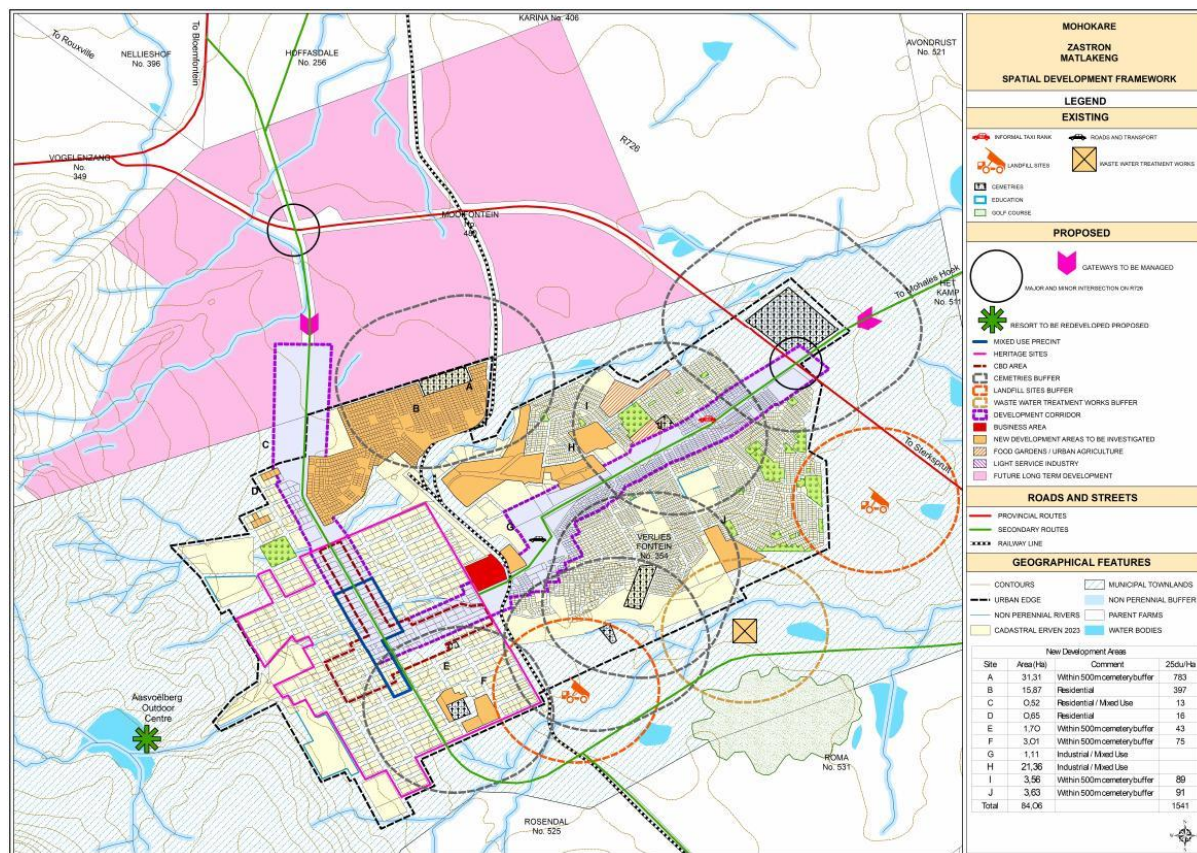 KARINA No. 406
To Rouxville
NELLIESHOF
No. 396
To Bloemfontein
HOFFASDALE
No. 256
AVONDRUST
No. 521
R726
VOGELENZANG
No.
349
MOOIFONTEIN
No.
To Mohales Hoek
HET
KAMP
No. 511
A
B
I
H
C
D
G
J
VERLIES
FONTEIN
No. 354
To Sterkspruit
E
F
Aasvoëlberg
Outdoor
Centre
ROMA
No. 531
ROSENDAL
No. 525
MOHOKARE
ZASTRON
MATLAKENG
SPATIAL DEVELOPMENT FRAMEWORK
LEGEND
EXISTING
INFORMAL TAXI RANK
ROADS AND TRANSPORT
LANDFILL SITES
WASTE WATER TREATMENT WORKS
CEMETRIES
EDUCATION
GOLF COURSE
PROPOSED
GATEWAYS TO BE MANAGED
MAJOR AND MINOR INTERSECTION ON R726
RESORT TO BE REDEVELOPED PROPOSED
MIXED USE PRECINT
HERITAGE SITES
CBD AREA
CEMETRIES BUFFER
LANDFILL SITES BUFFER
WASTE WATER TREATMENT WORKS BUFFER
DEVELOPMENT CORRIDOR
BUSINESS AREA
NEW DEVELOPMENT AREAS TO BE INVESTIGATED
FOOD GARDENS / URBAN AGRICULTURE
LIGHT SERVICE INDUSTRY
FUTURE LONG TERM DEVELOPMENT
ROADS AND STREETS
PROVINCIAL ROUTES
SECONDARY ROUTES
RAILWAY LINE
GEOGRAPHICAL FEATURES
CONTOURS MUNICIPAL TOWNLANDS
URBAN EDGE NON PERENNIAL BUFFER
NON PERENNIAL RIVERS PARENT FARMS
CADASTRAL ERVEN 2023 WATER BODIES
New Development Areas
Site Area (Ha) Comment 25du/Ha
A 31,31 Within 500m cemetery buffer 783
B 15,87 Residential 397
C 0,52 Residential / Mixed Use 13
D 0,65 Residential 16
E 1,70 Within 500m cemetery buffer 43
F 3,01 Within 500m cemetery buffer 75
G 1,11 Industrial / Mixed Use
H 21,36 Industrial / Mixed Use
I 3,56 Within 500m cemetery buffer 89
J 3,63 Within 500m cemetery buffer 91
Total 84,06 1541